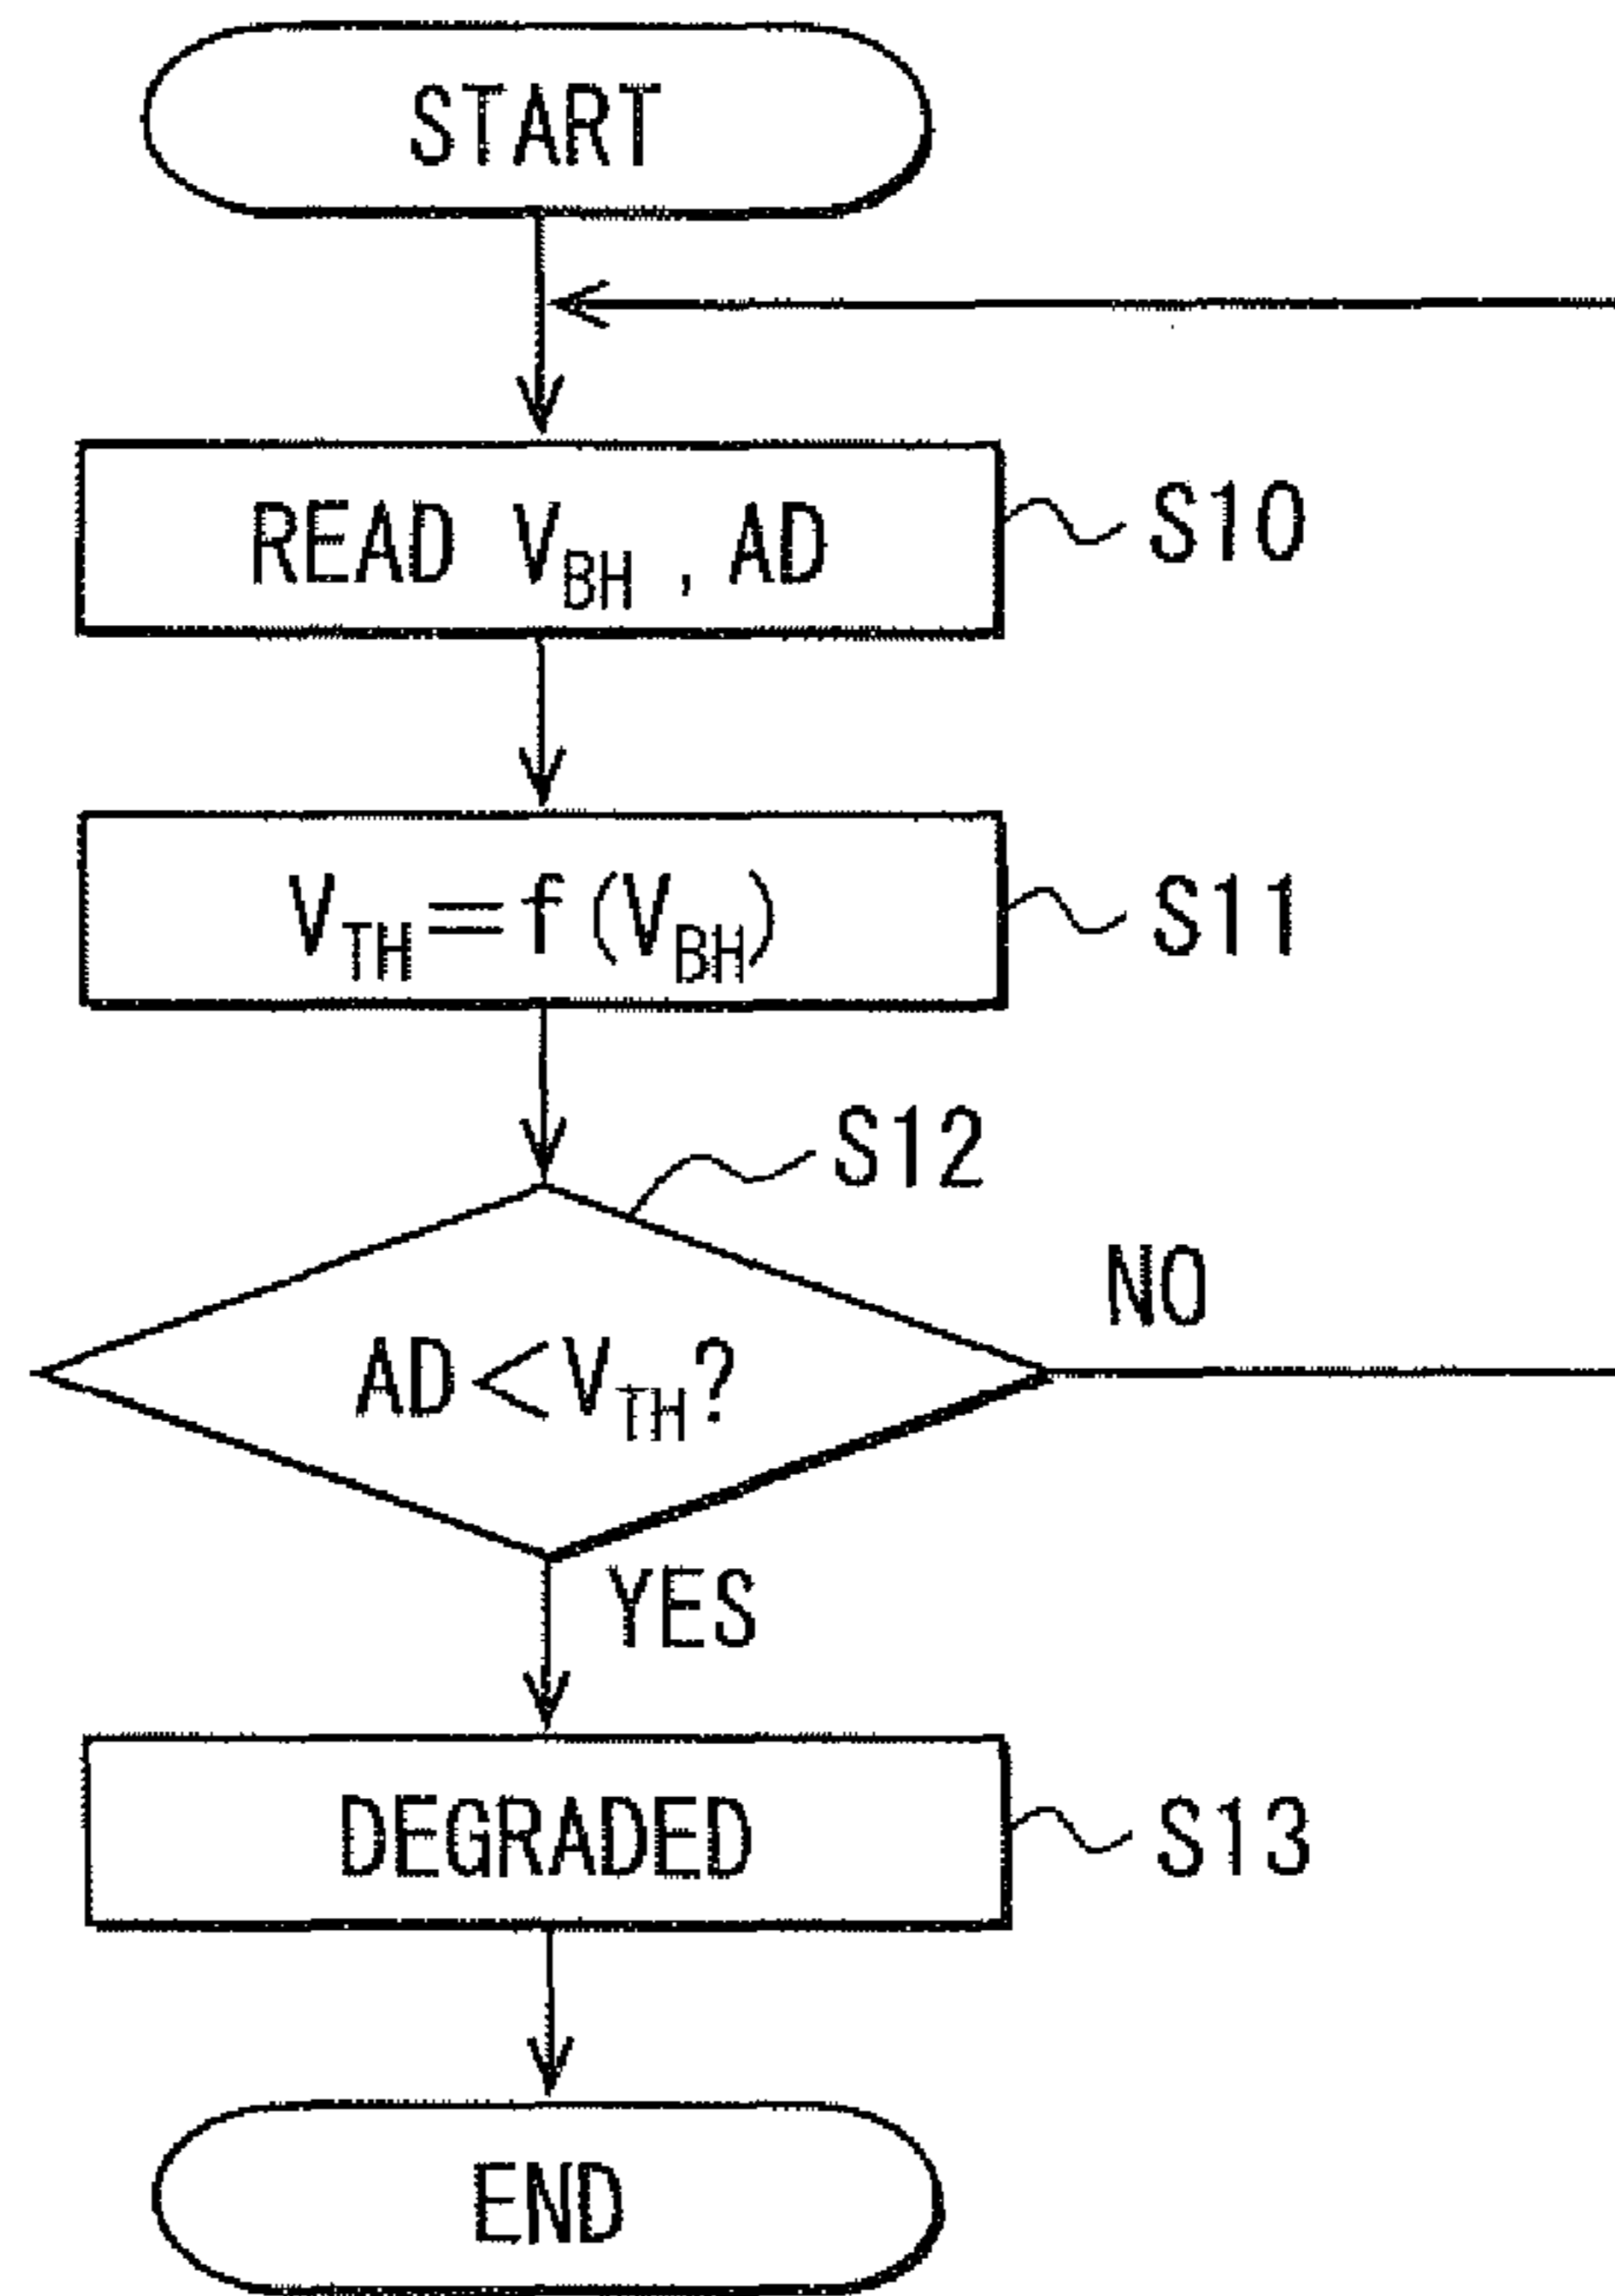 START
READ V_BH , AD
S10
V_TH=f(V_BH)
S11
S12
AD<V_TH?
NO
YES
DEGRADED
S13
END